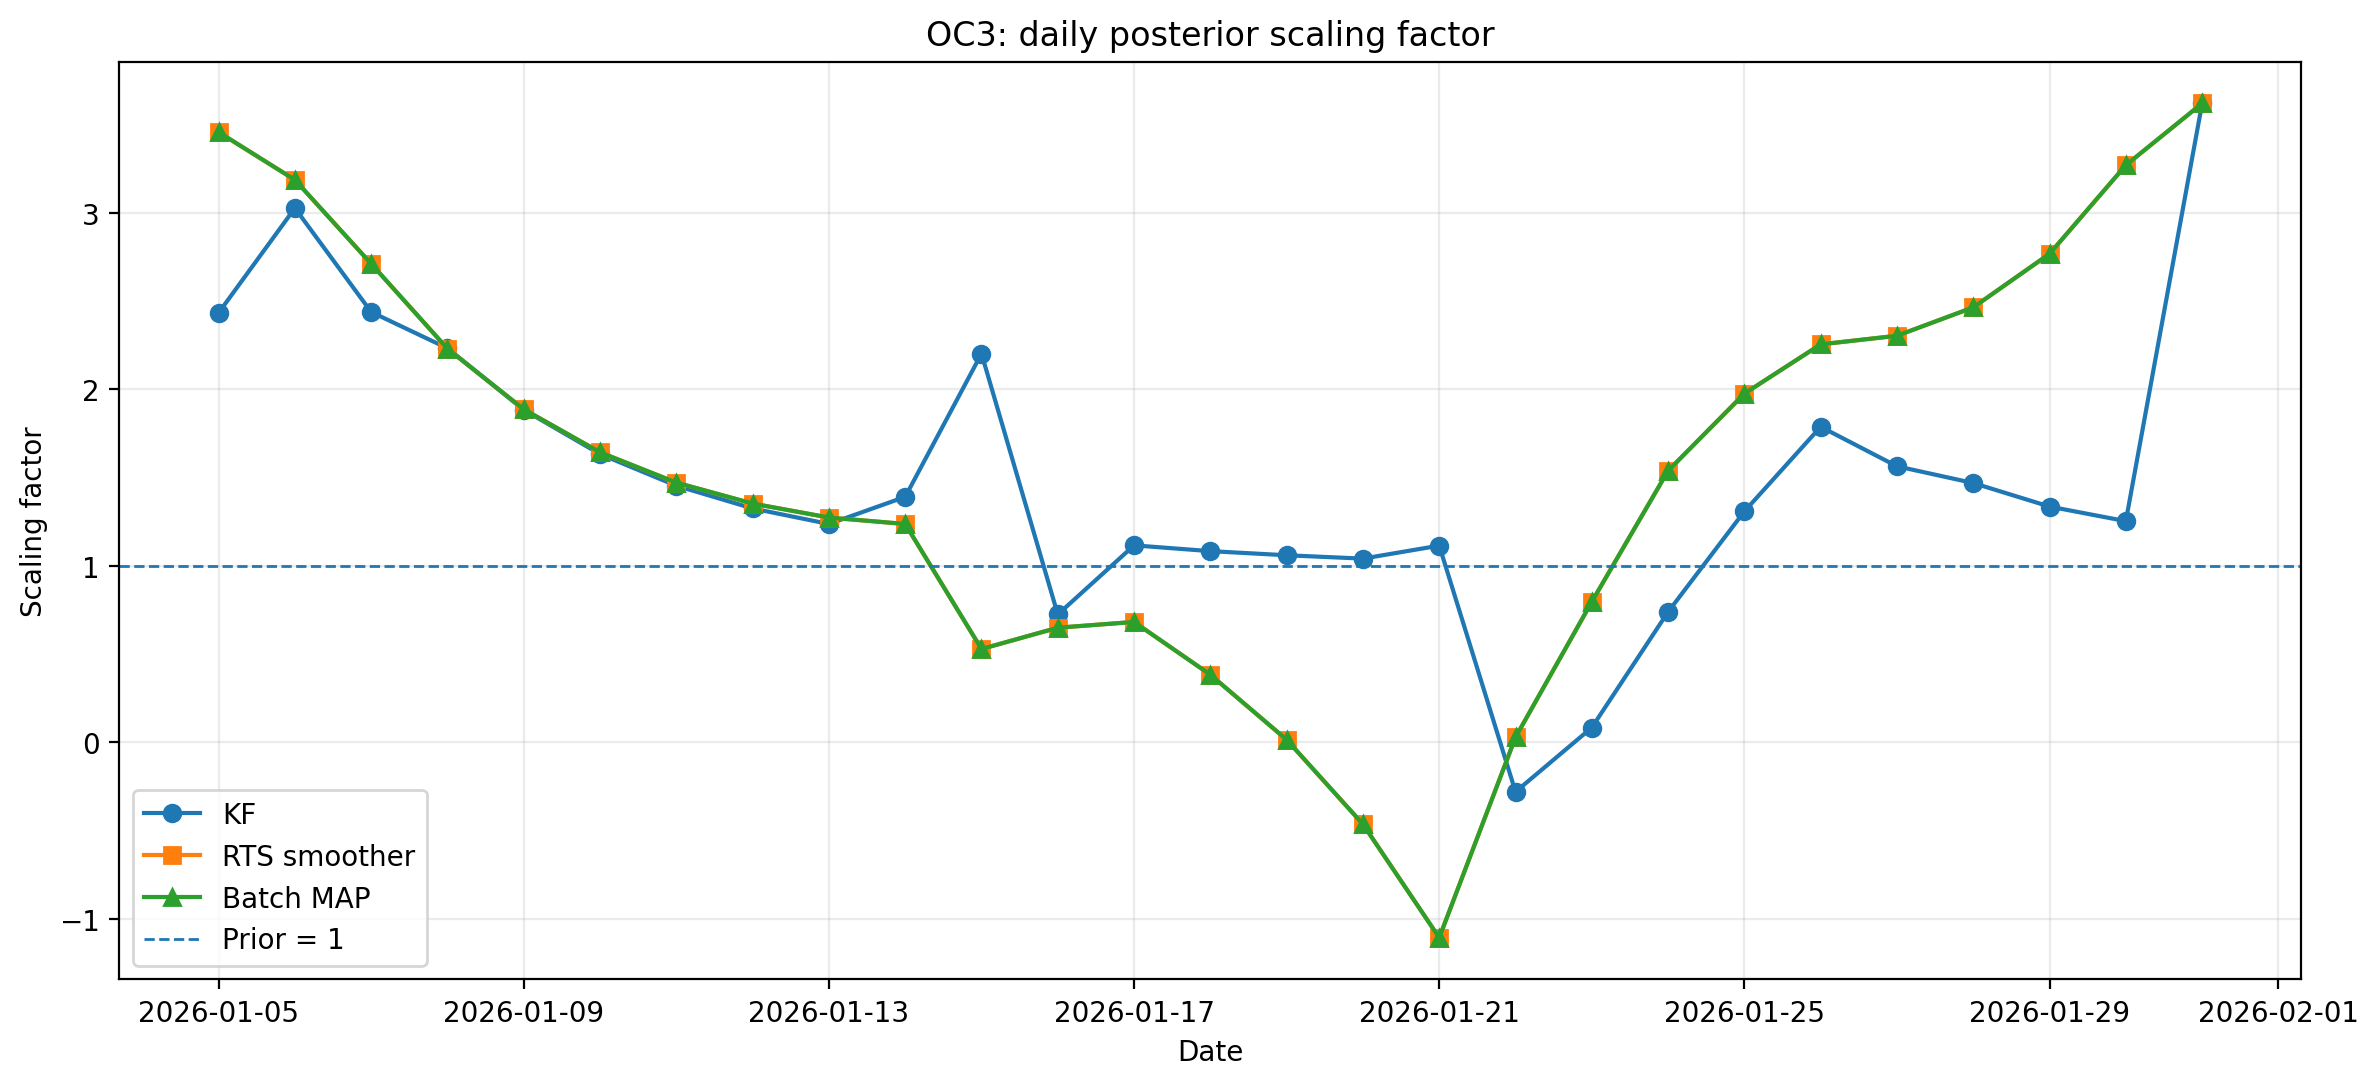 OC3: daily posterior scaling factor
Scaling factor
3
2
1
0
−1
KF
RTS smoother
Batch MAP
Prior = 1
2026-01-05
2026-01-09
2026-01-13
2026-01-17
2026-01-21
2026-01-25
2026-01-29
2026-02-01
Date